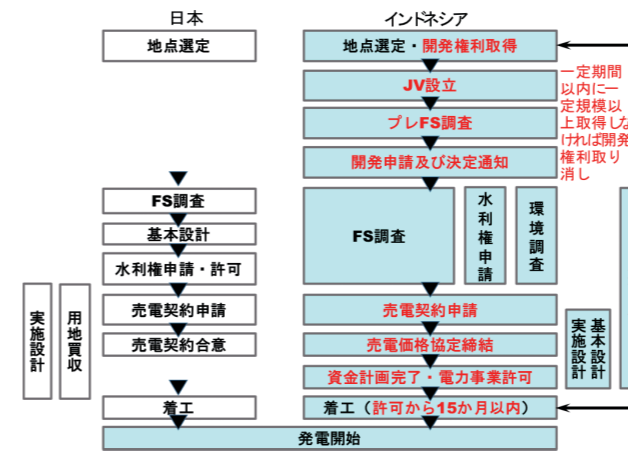 日本
インドネシア
地点選定
地点選定・開発権利取得
JV設立
プレFS調査
開発申請及び決定通知
一定期間
以内に一
定規模以
上取得しな
ければ開発
権利取り
消し
FS調査
基本設計
水利権申請・許可
FS調査
水利権申請
環境調査
実施設計
用地買収
売電契約申請
売電契約合意
売電契約申請
売電価格協定締結
資金計画完了・電力事業許可
基本設計
実施設計
着工
着工（許可から15か月以内）
発電開始